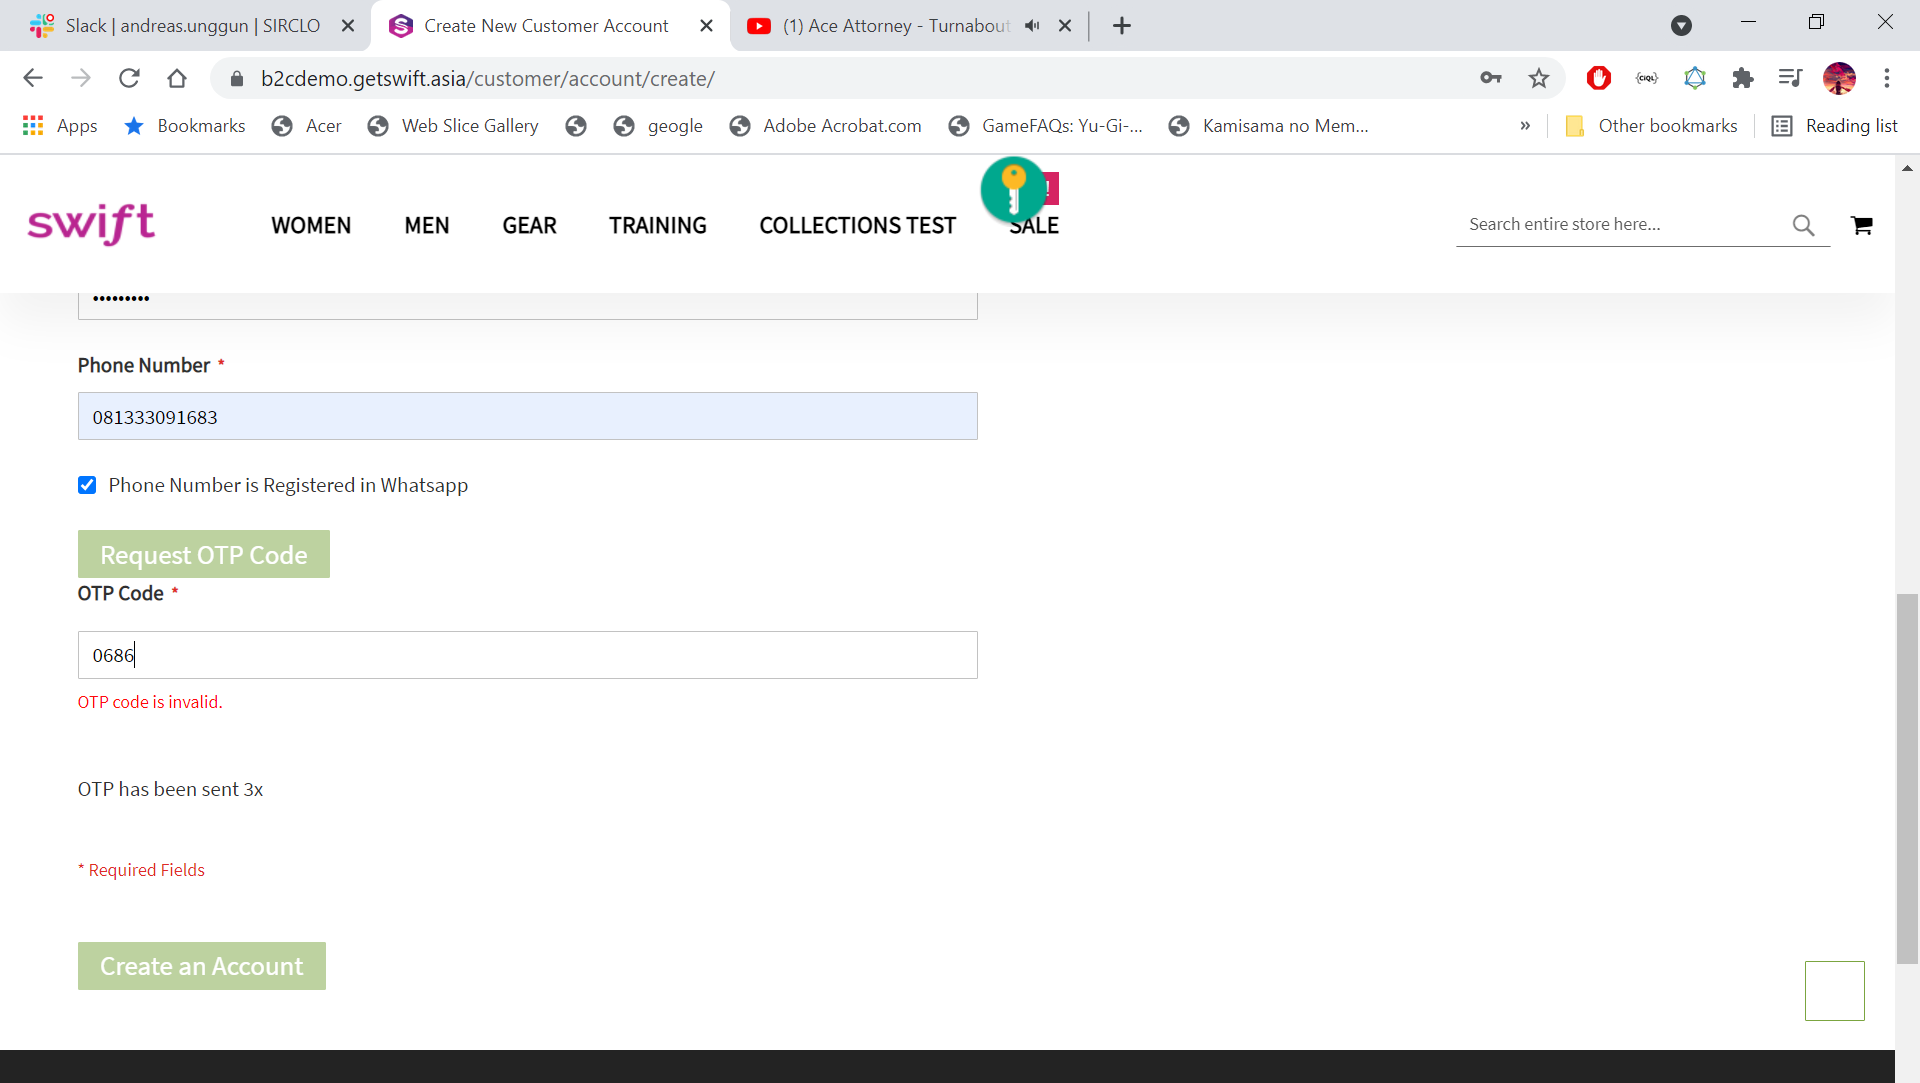 Slack | andreas.unggun | SIRCLO
Create New Customer Account
(1) Ace Attorney - Turnabout
b2cdemo.getswift.asia/customer/account/create/
Apps
Bookmarks
Acer
Web Slice Gallery
geogle
Adobe Acrobat.com
GameFAQs: Yu-Gi-...
Kamisama no Mem...
»
Other bookmarks
Reading list
swift
WOMEN
MEN
GEAR
TRAINING
COLLECTIONS TEST
SALE
Search entire store here...
•••••••••
Phone Number *
081333091683
Phone Number is Registered in Whatsapp
Request OTP Code
OTP Code *
0686
OTP code is invalid.
OTP has been sent 3x
* Required Fields
Create an Account